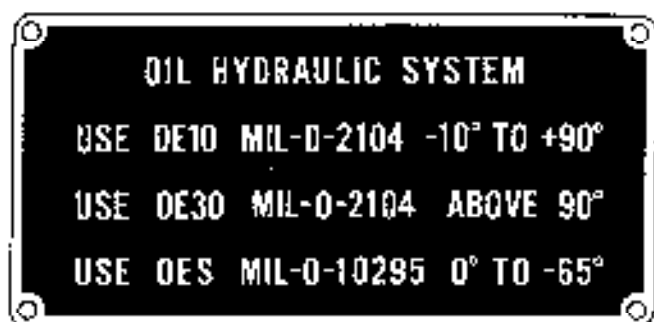 OIL HYDRAULIC SYSTEM
USE OE10 MIL-O-2104 -10° TO +90°
USE OE30 MIL-O-2104 ABOVE 90°
USE OES MIL-O-10295 0° TO -65°